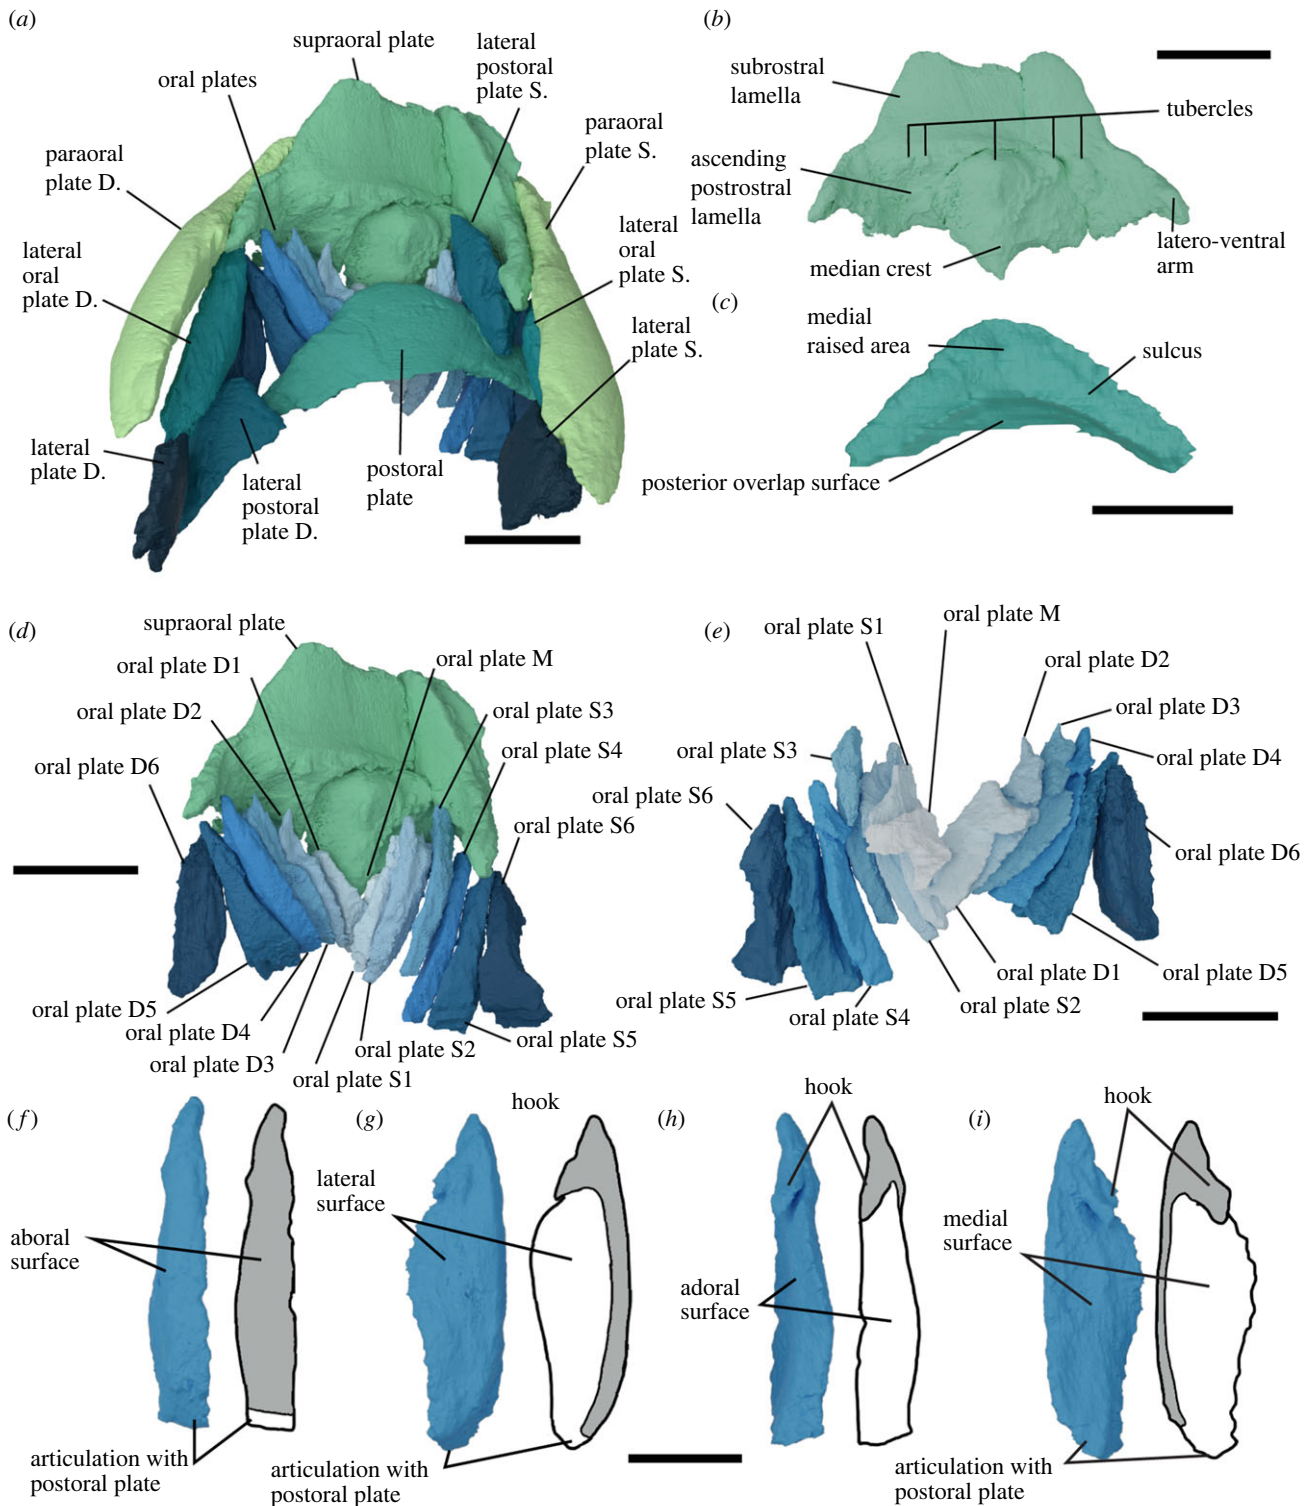 (a)
supraoral plate
lateral
postoral
plate S.
oral plates
paraoral
plate S.
paraoral
plate D.
lateral
oral
plate S.
lateral
oral
plate D.
lateral
plate S.
lateral
plate D.
lateral
postoral
plate D.
postoral
plate
(b)
subrostral
lamella
tubercles
ascending
postrostral
lamella
median crest
latero-ventral
arm
(c)
medial
raised area
sulcus
posterior overlap surface
(d)
supraoral plate
oral plate D1
oral plate M
oral plate D2
oral plate S3
oral plate S4
oral plate D6
oral plate S6
oral plate D5
oral plate D4
oral plate D3
oral plate S1
oral plate S2
oral plate S5
(e)
oral plate S1
oral plate M
oral plate D2
oral plate D3
oral plate S3
oral plate D4
oral plate S6
oral plate D6
oral plate D1
oral plate D5
oral plate S5
oral plate S4
oral plate S2
(f)
aboral
surface
articulation with
postoral plate
(g)
hook
lateral
surface
articulation with
postoral plate
(h)
hook
adoral
surface
(i)
hook
medial
surface
articulation with
postoral plate